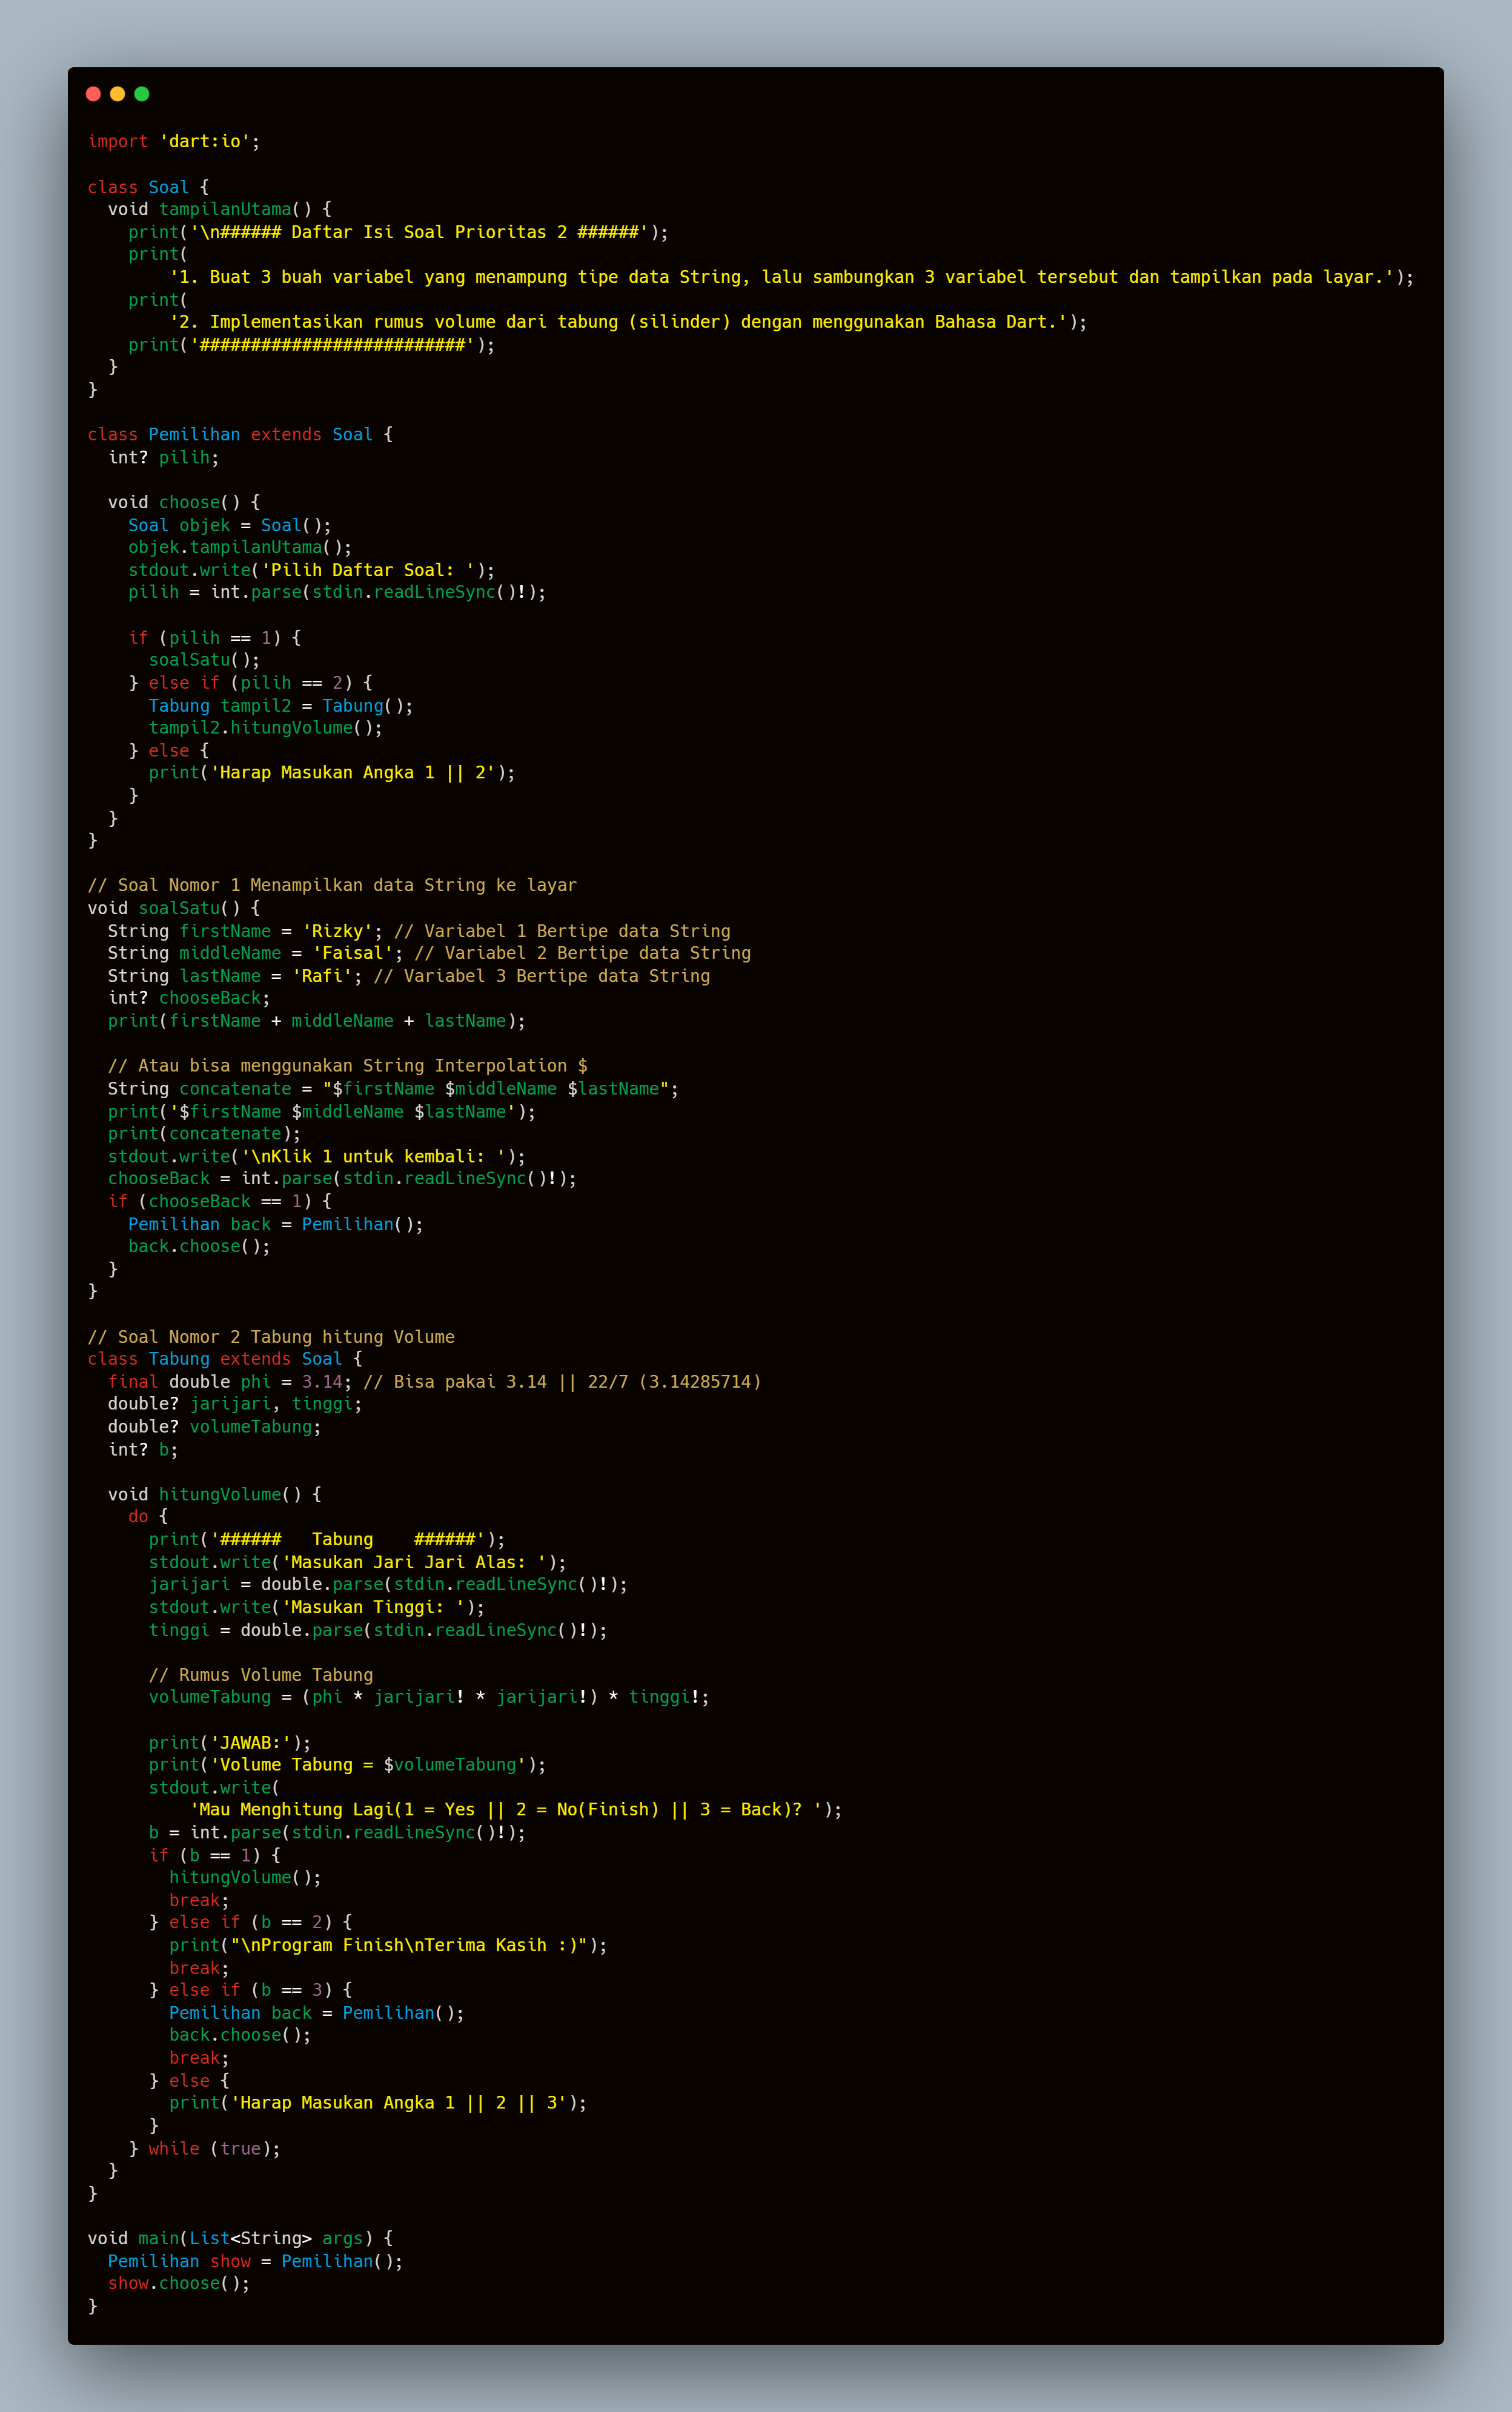 import 'dart:io';

class Soal {
  void tampilanUtama() {
    print('\n###### Daftar Isi Soal Prioritas 2 ######');
    print(
        '1. Buat 3 buah variabel yang menampung tipe data String, lalu sambungkan 3 variabel tersebut dan tampilkan pada layar.');
    print(
        '2. Implementasikan rumus volume dari tabung (silinder) dengan menggunakan Bahasa Dart.');
    print('##########################');
  }
}

class Pemilihan extends Soal {
  int? pilih;

  void choose() {
    Soal objek = Soal();
    objek.tampilanUtama();
    stdout.write('Pilih Daftar Soal: ');
    pilih = int.parse(stdin.readLineSync()!);

    if (pilih == 1) {
      soalSatu();
    } else if (pilih == 2) {
      Tabung tampil2 = Tabung();
      tampil2.hitungVolume();
    } else {
      print('Harap Masukan Angka 1 || 2');
    }
  }
}

// Soal Nomor 1 Menampilkan data String ke layar
void soalSatu() {
  String firstName = 'Rizky'; // Variabel 1 Bertipe data String
  String middleName = 'Faisal'; // Variabel 2 Bertipe data String
  String lastName = 'Rafi'; // Variabel 3 Bertipe data String
  int? chooseBack;
  print(firstName + middleName + lastName);

  // Atau bisa menggunakan String Interpolation $
  String concatenate = "$firstName $middleName $lastName";
  print('$firstName $middleName $lastName');
  print(concatenate);
  stdout.write('\nKlik 1 untuk kembali: ');
  chooseBack = int.parse(stdin.readLineSync()!);
  if (chooseBack == 1) {
    Pemilihan back = Pemilihan();
    back.choose();
  }
}

// Soal Nomor 2 Tabung hitung Volume
class Tabung extends Soal {
  final double phi = 3.14; // Bisa pakai 3.14 || 22/7 (3.14285714)
  double? jarijari, tinggi;
  double? volumeTabung;
  int? b;

  void hitungVolume() {
    do {
      print('######   Tabung    ######');
      stdout.write('Masukan Jari Jari Alas: ');
      jarijari = double.parse(stdin.readLineSync()!);
      stdout.write('Masukan Tinggi: ');
      tinggi = double.parse(stdin.readLineSync()!);

      // Rumus Volume Tabung
      volumeTabung = (phi * jarijari! * jarijari!) * tinggi!;

      print('JAWAB:');
      print('Volume Tabung = $volumeTabung');
      stdout.write(
          'Mau Menghitung Lagi(1 = Yes || 2 = No(Finish) || 3 = Back)? ');
      b = int.parse(stdin.readLineSync()!);
      if (b == 1) {
        hitungVolume();
        break;
      } else if (b == 2) {
        print("\nProgram Finish\nTerima Kasih :)");
        break;
      } else if (b == 3) {
        Pemilihan back = Pemilihan();
        back.choose();
        break;
      } else {
        print('Harap Masukan Angka 1 || 2 || 3');
      }
    } while (true);
  }
}

void main(List<String> args) {
  Pemilihan show = Pemilihan();
  show.choose();
}